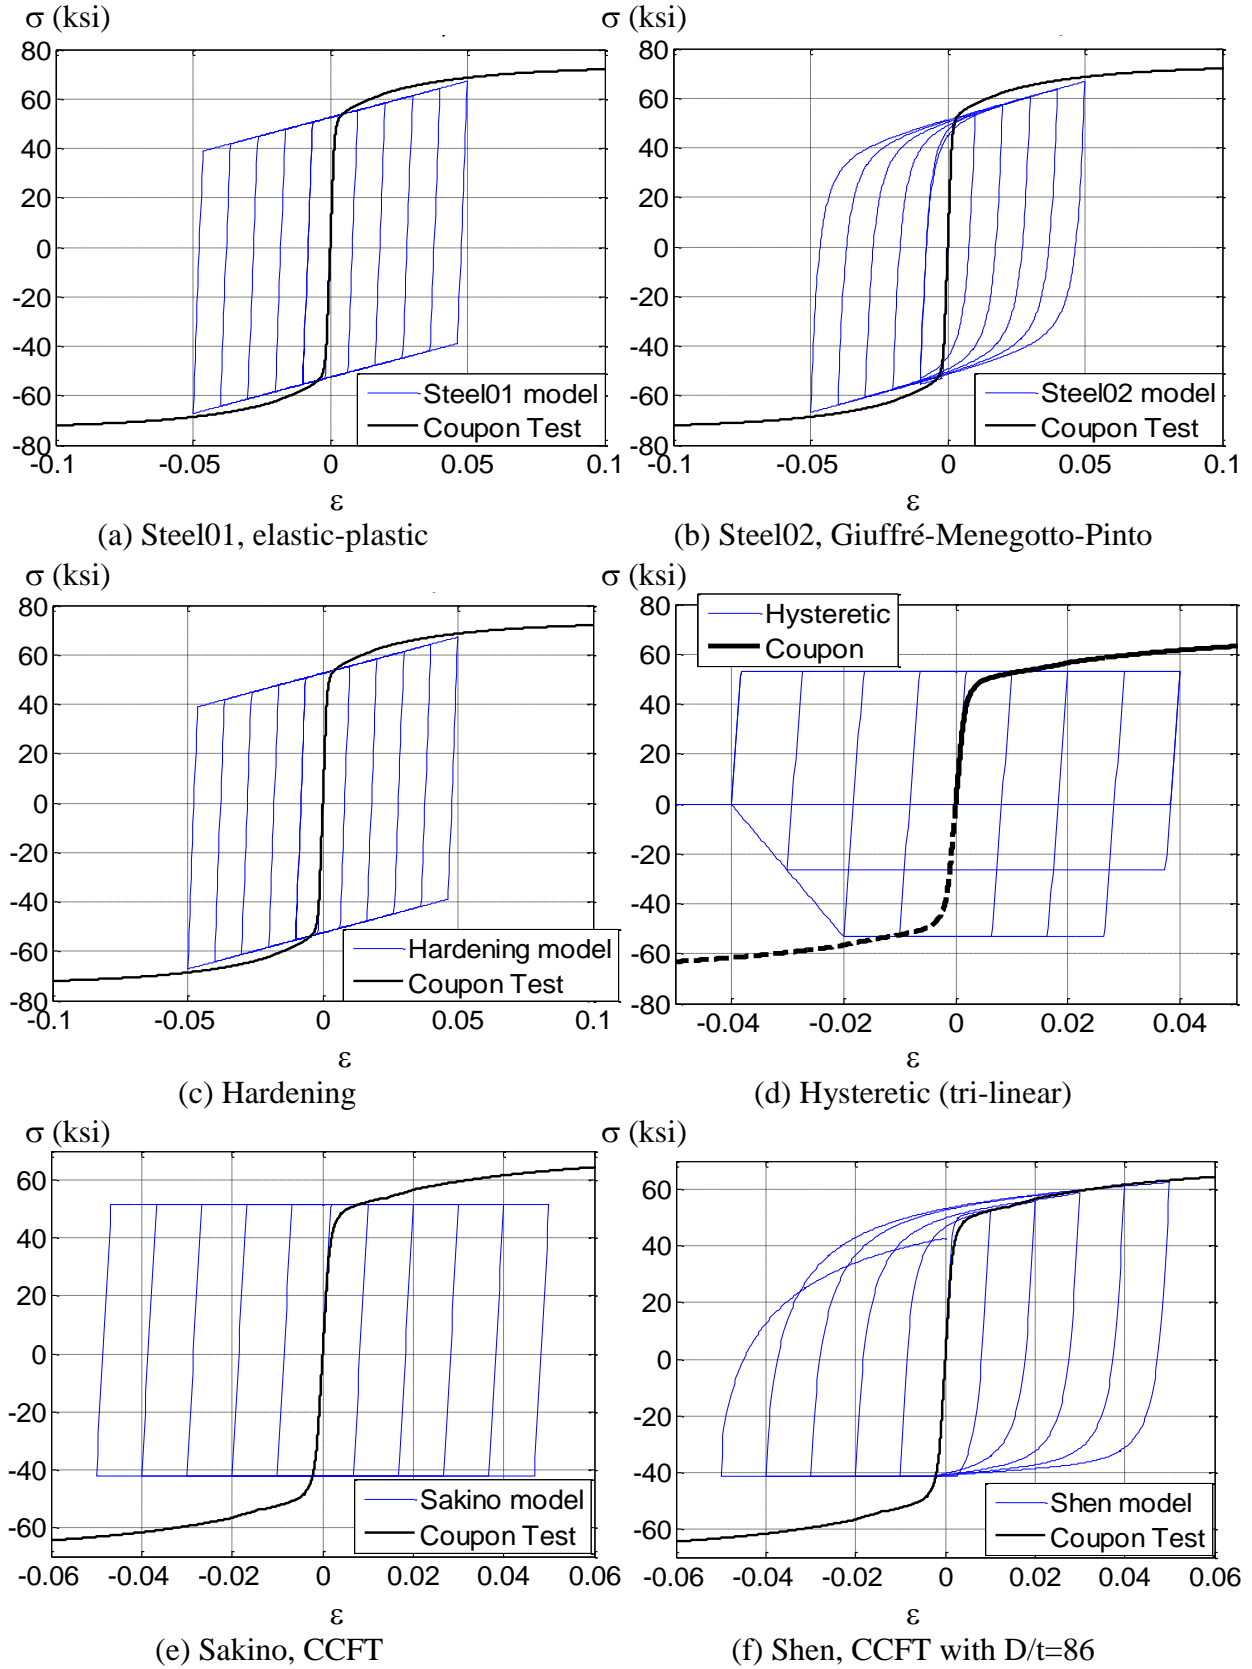 σ (ksi)
80
60
40
20
0
-20
-40
-60
-80
-0.1
-0.05
0
0.05
0.1
Steel01 model
Coupon Test
ε
(a) Steel01, elastic-plastic
σ (ksi)
80
60
40
20
0
-20
-40
-60
-80
-0.1
-0.05
0
0.05
0.1
Steel02 model
Coupon Test
ε
(b) Steel02, Giuffré-Menegotto-Pinto
σ (ksi)
80
60
40
20
0
-20
-40
-60
-80
-0.1
-0.05
0
0.05
0.1
Hardening model
Coupon Test
ε
(c) Hardening
σ (ksi)
80
60
40
20
0
-20
-40
-60
-80
-0.04
-0.02
0
0.02
0.04
Hysteretic
Coupon
ε
(d) Hysteretic (tri-linear)
σ (ksi)
60
40
20
0
-20
-40
-60
-0.06
-0.04
-0.02
0
0.02
0.04
0.06
Sakino model
Coupon Test
ε
(e) Sakino, CCFT
σ (ksi)
60
40
20
0
-20
-40
-60
-0.06
-0.04
-0.02
0
0.02
0.04
0.06
Shen model
Coupon Test
ε
(f) Shen, CCFT with D/t=86